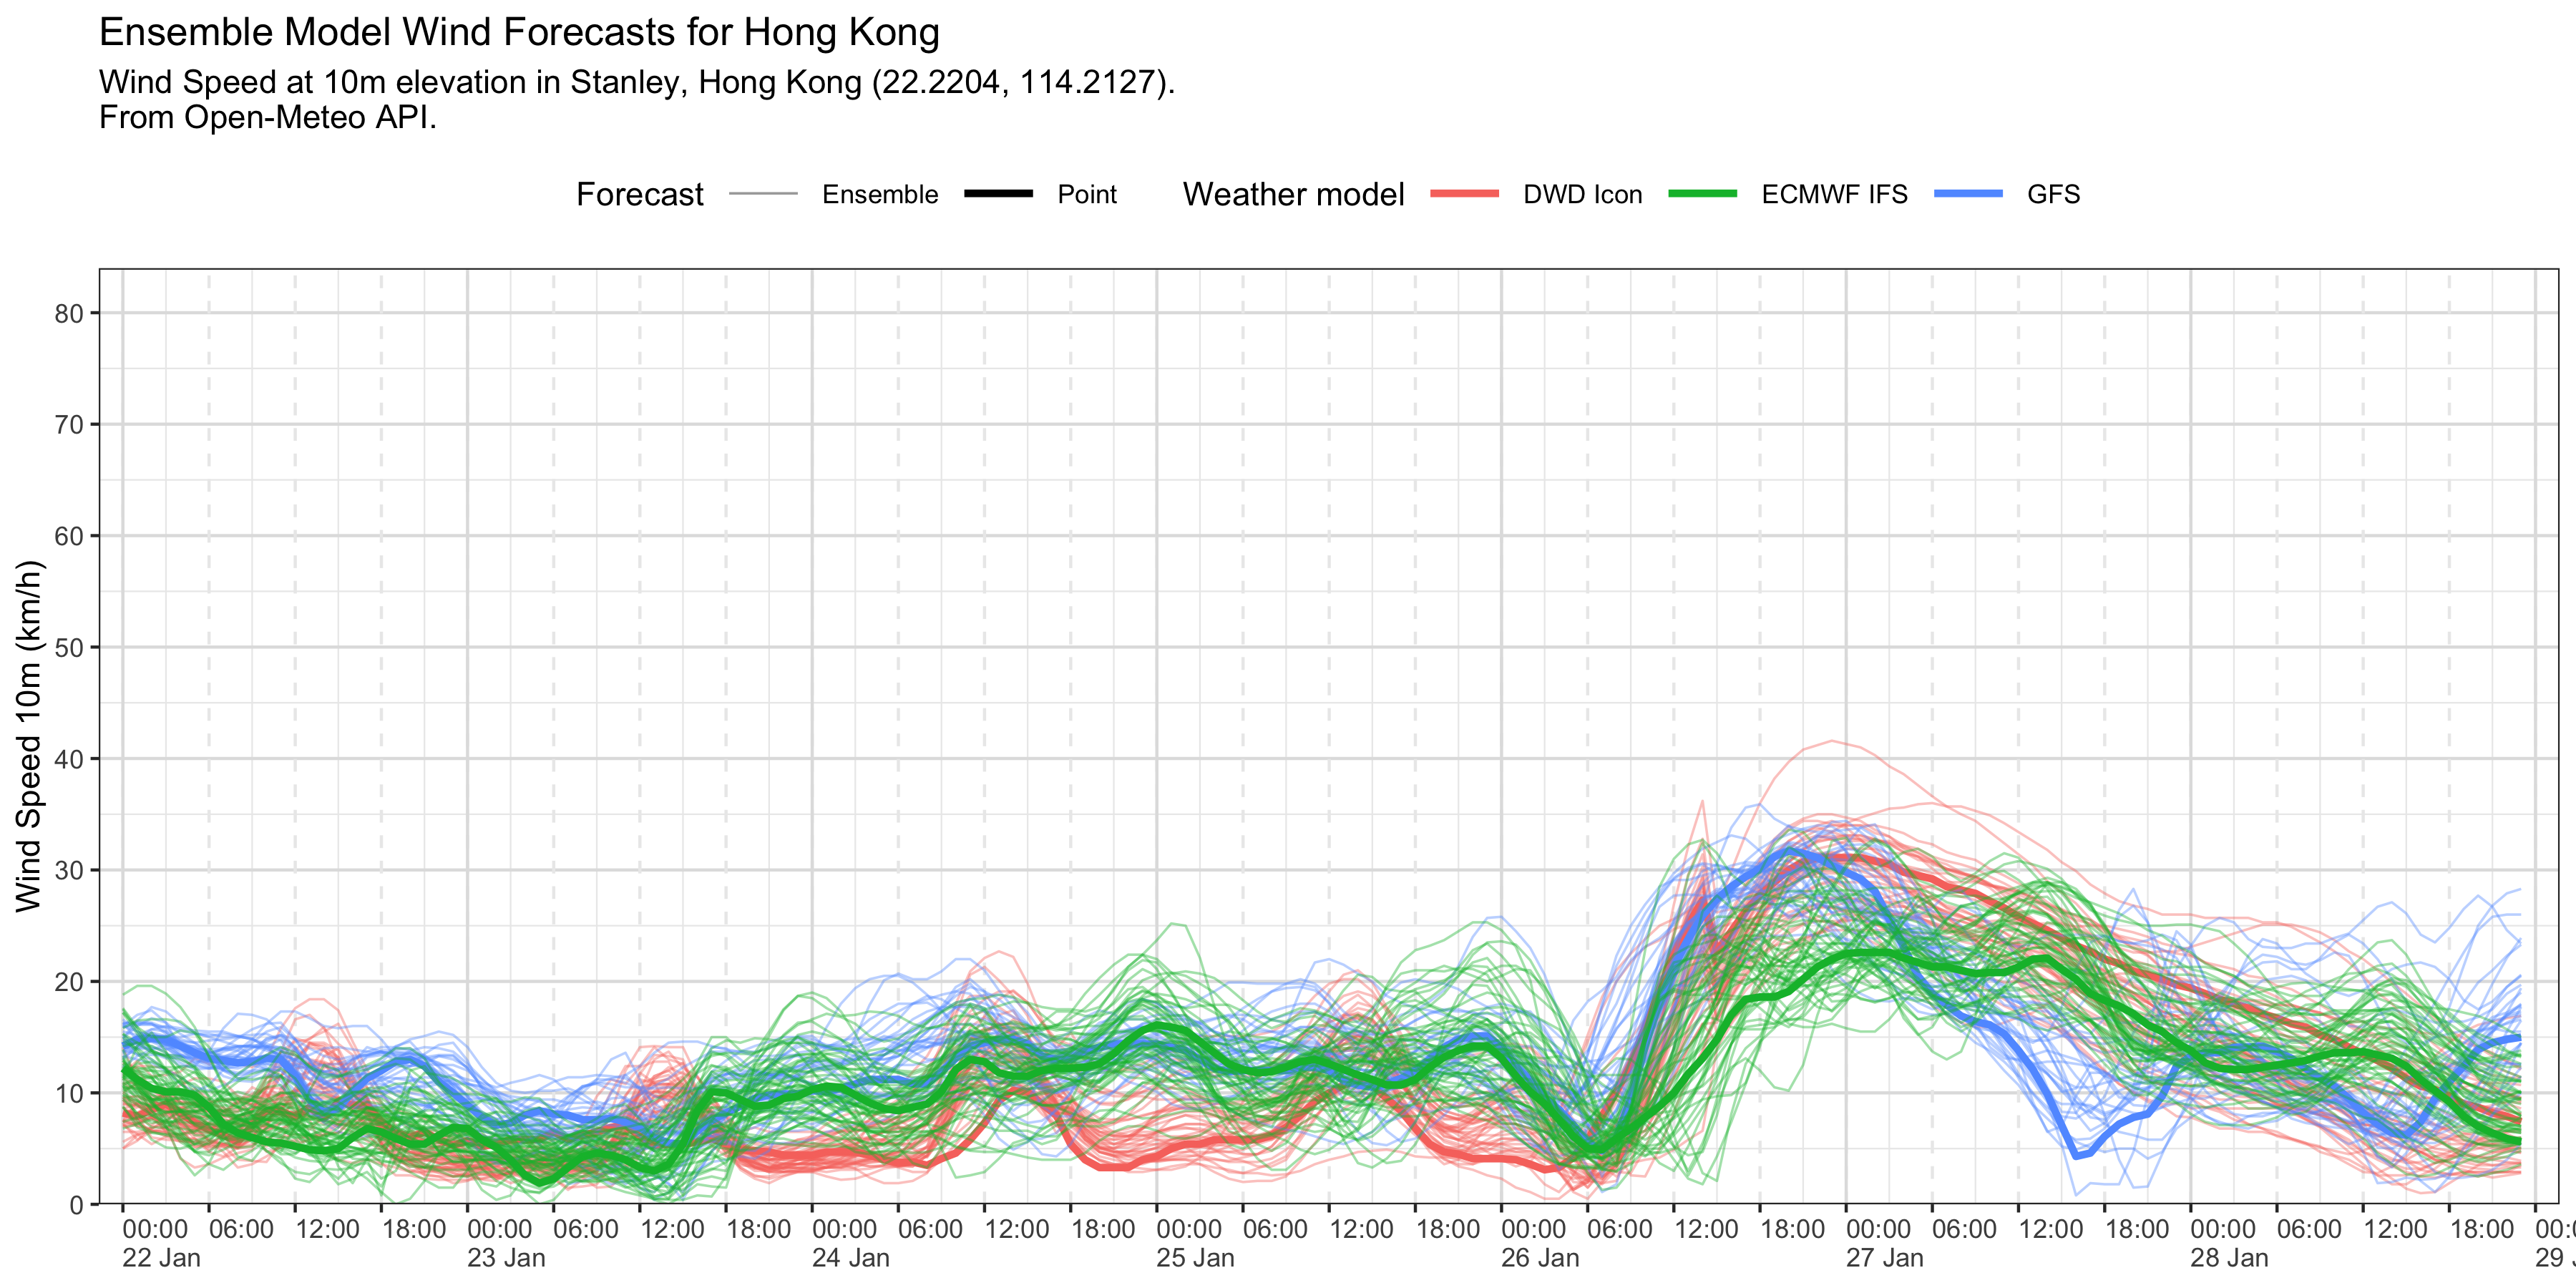 Ensemble Model Wind Forecasts for Hong Kong
Wind Speed at 10m elevation in Stanley, Hong Kong (22.2204, 114.2127).
From Open-Meteo API.
Forecast Ensemble Point Weather model DWD Icon ECMWF IFS GFS
Wind Speed 10m (km/h)
80
70
60
50
40
30
20
10
0
00:00 06:00 12:00 18:00 00:00 06:00 12:00 18:00 00:00 06:00 12:00 18:00 00:00 06:00 12:00 18:00 00:00 06:00 12:00 18:00 00:00 06:00 12:00 18:00 00:00 06:00 12:00 18:00 00:
22 Jan 23 Jan 24 Jan 25 Jan 26 Jan 27 Jan 28 Jan 29